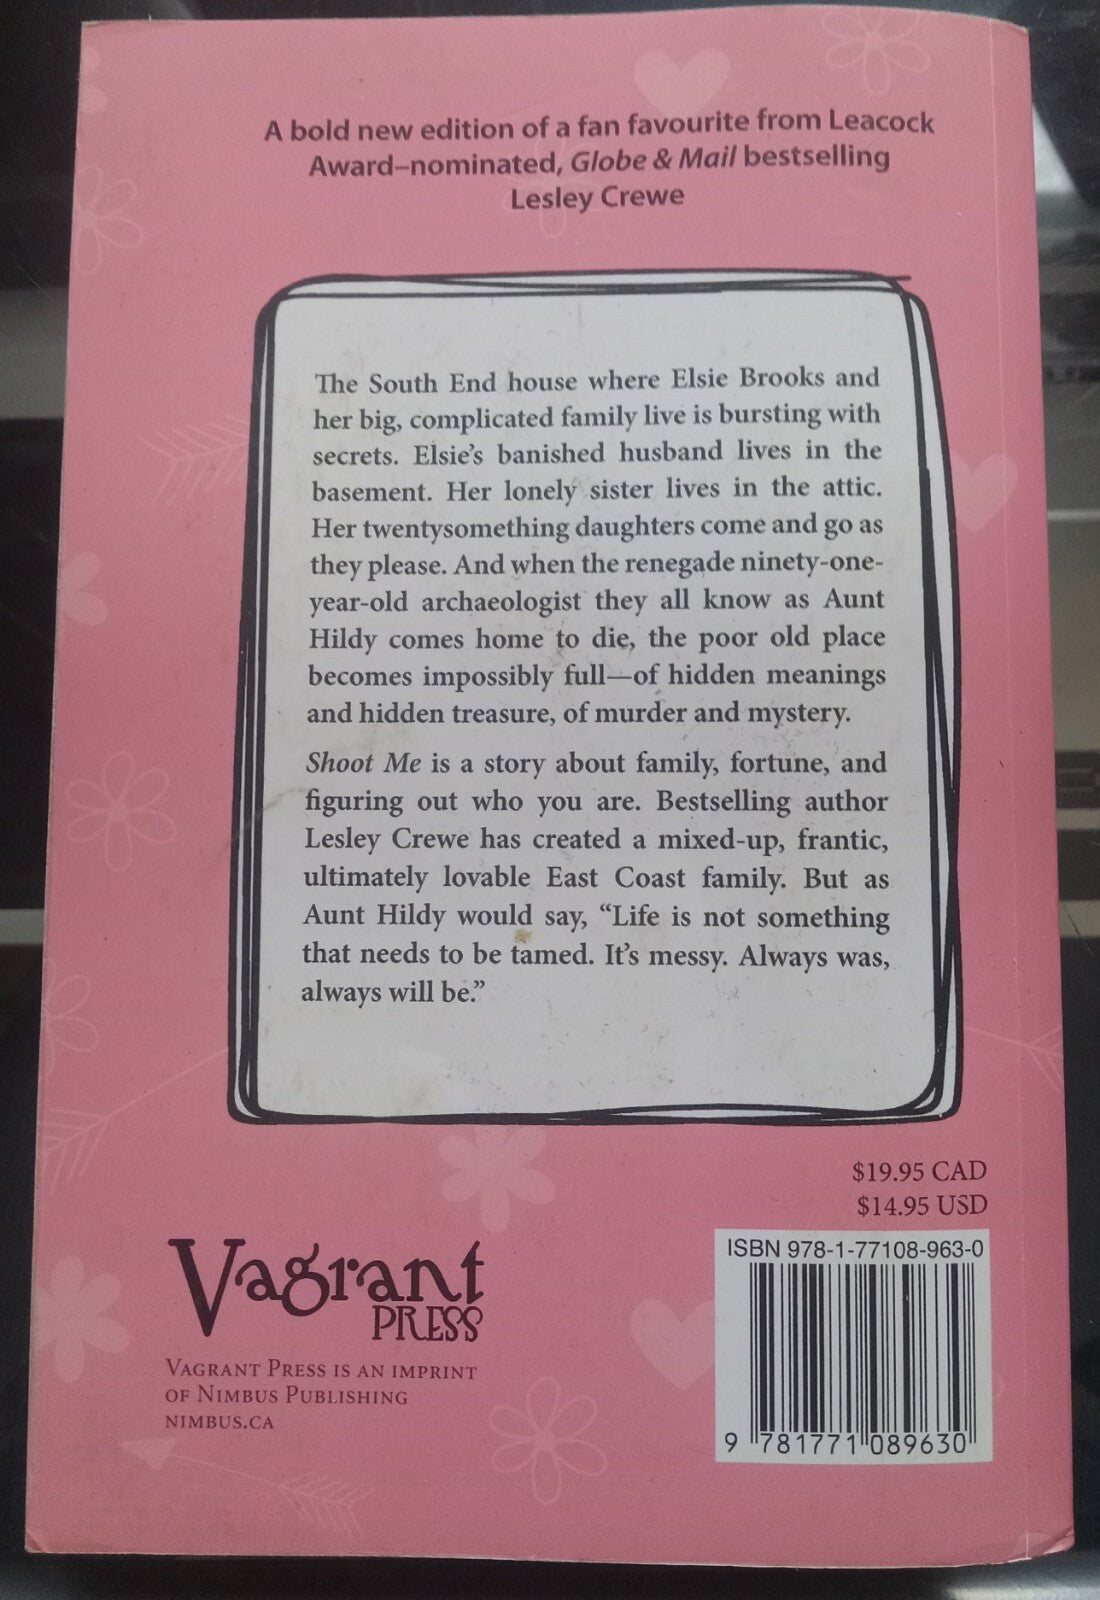 A bold new edition of a fan favourite from Leacock
Award–nominated, Globe & Mail bestselling
Lesley Crewe
The South End house where Elsie Brooks and
her big, complicated family live is bursting with
secrets. Elsie's banished husband lives in the
basement. Her lonely sister lives in the attic.
Her twentysomething daughters come and go as
they please. And when the renegade ninety-one-
year-old archaeologist they all know as Aunt
Hildy comes home to die, the poor old place
becomes impossibly full—of hidden meanings
and hidden treasure, of murder and mystery.
Shoot Me is a story about family, fortune, and
figuring out who you are. Bestselling author
Lesley Crewe has created a mixed-up, frantic,
ultimately lovable East Coast family. But as
Aunt Hildy would say, “Life is not something
that needs to be tamed. It's messy. Always was,
always will be.”
$19.95 CAD
$14.95 USD
ISBN 978-1-77108-963-0
9 781771 089630
Vagrant
PRESS
VAGRANT PRESS IS AN IMPRINT
OF NIMBUS PUBLISHING
NIMBUS.CA